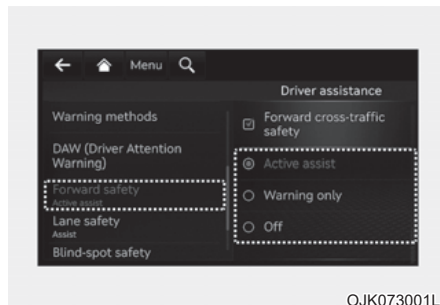 Menu
Driver assistance
Warning methods
DAW (Driver Attention
Warning)
Forward safety
Active assist
Lane safety
Assist
Blind-spot safety
Forward cross-traffic
safety
Active assist
Warning only
Off
OJK073001L